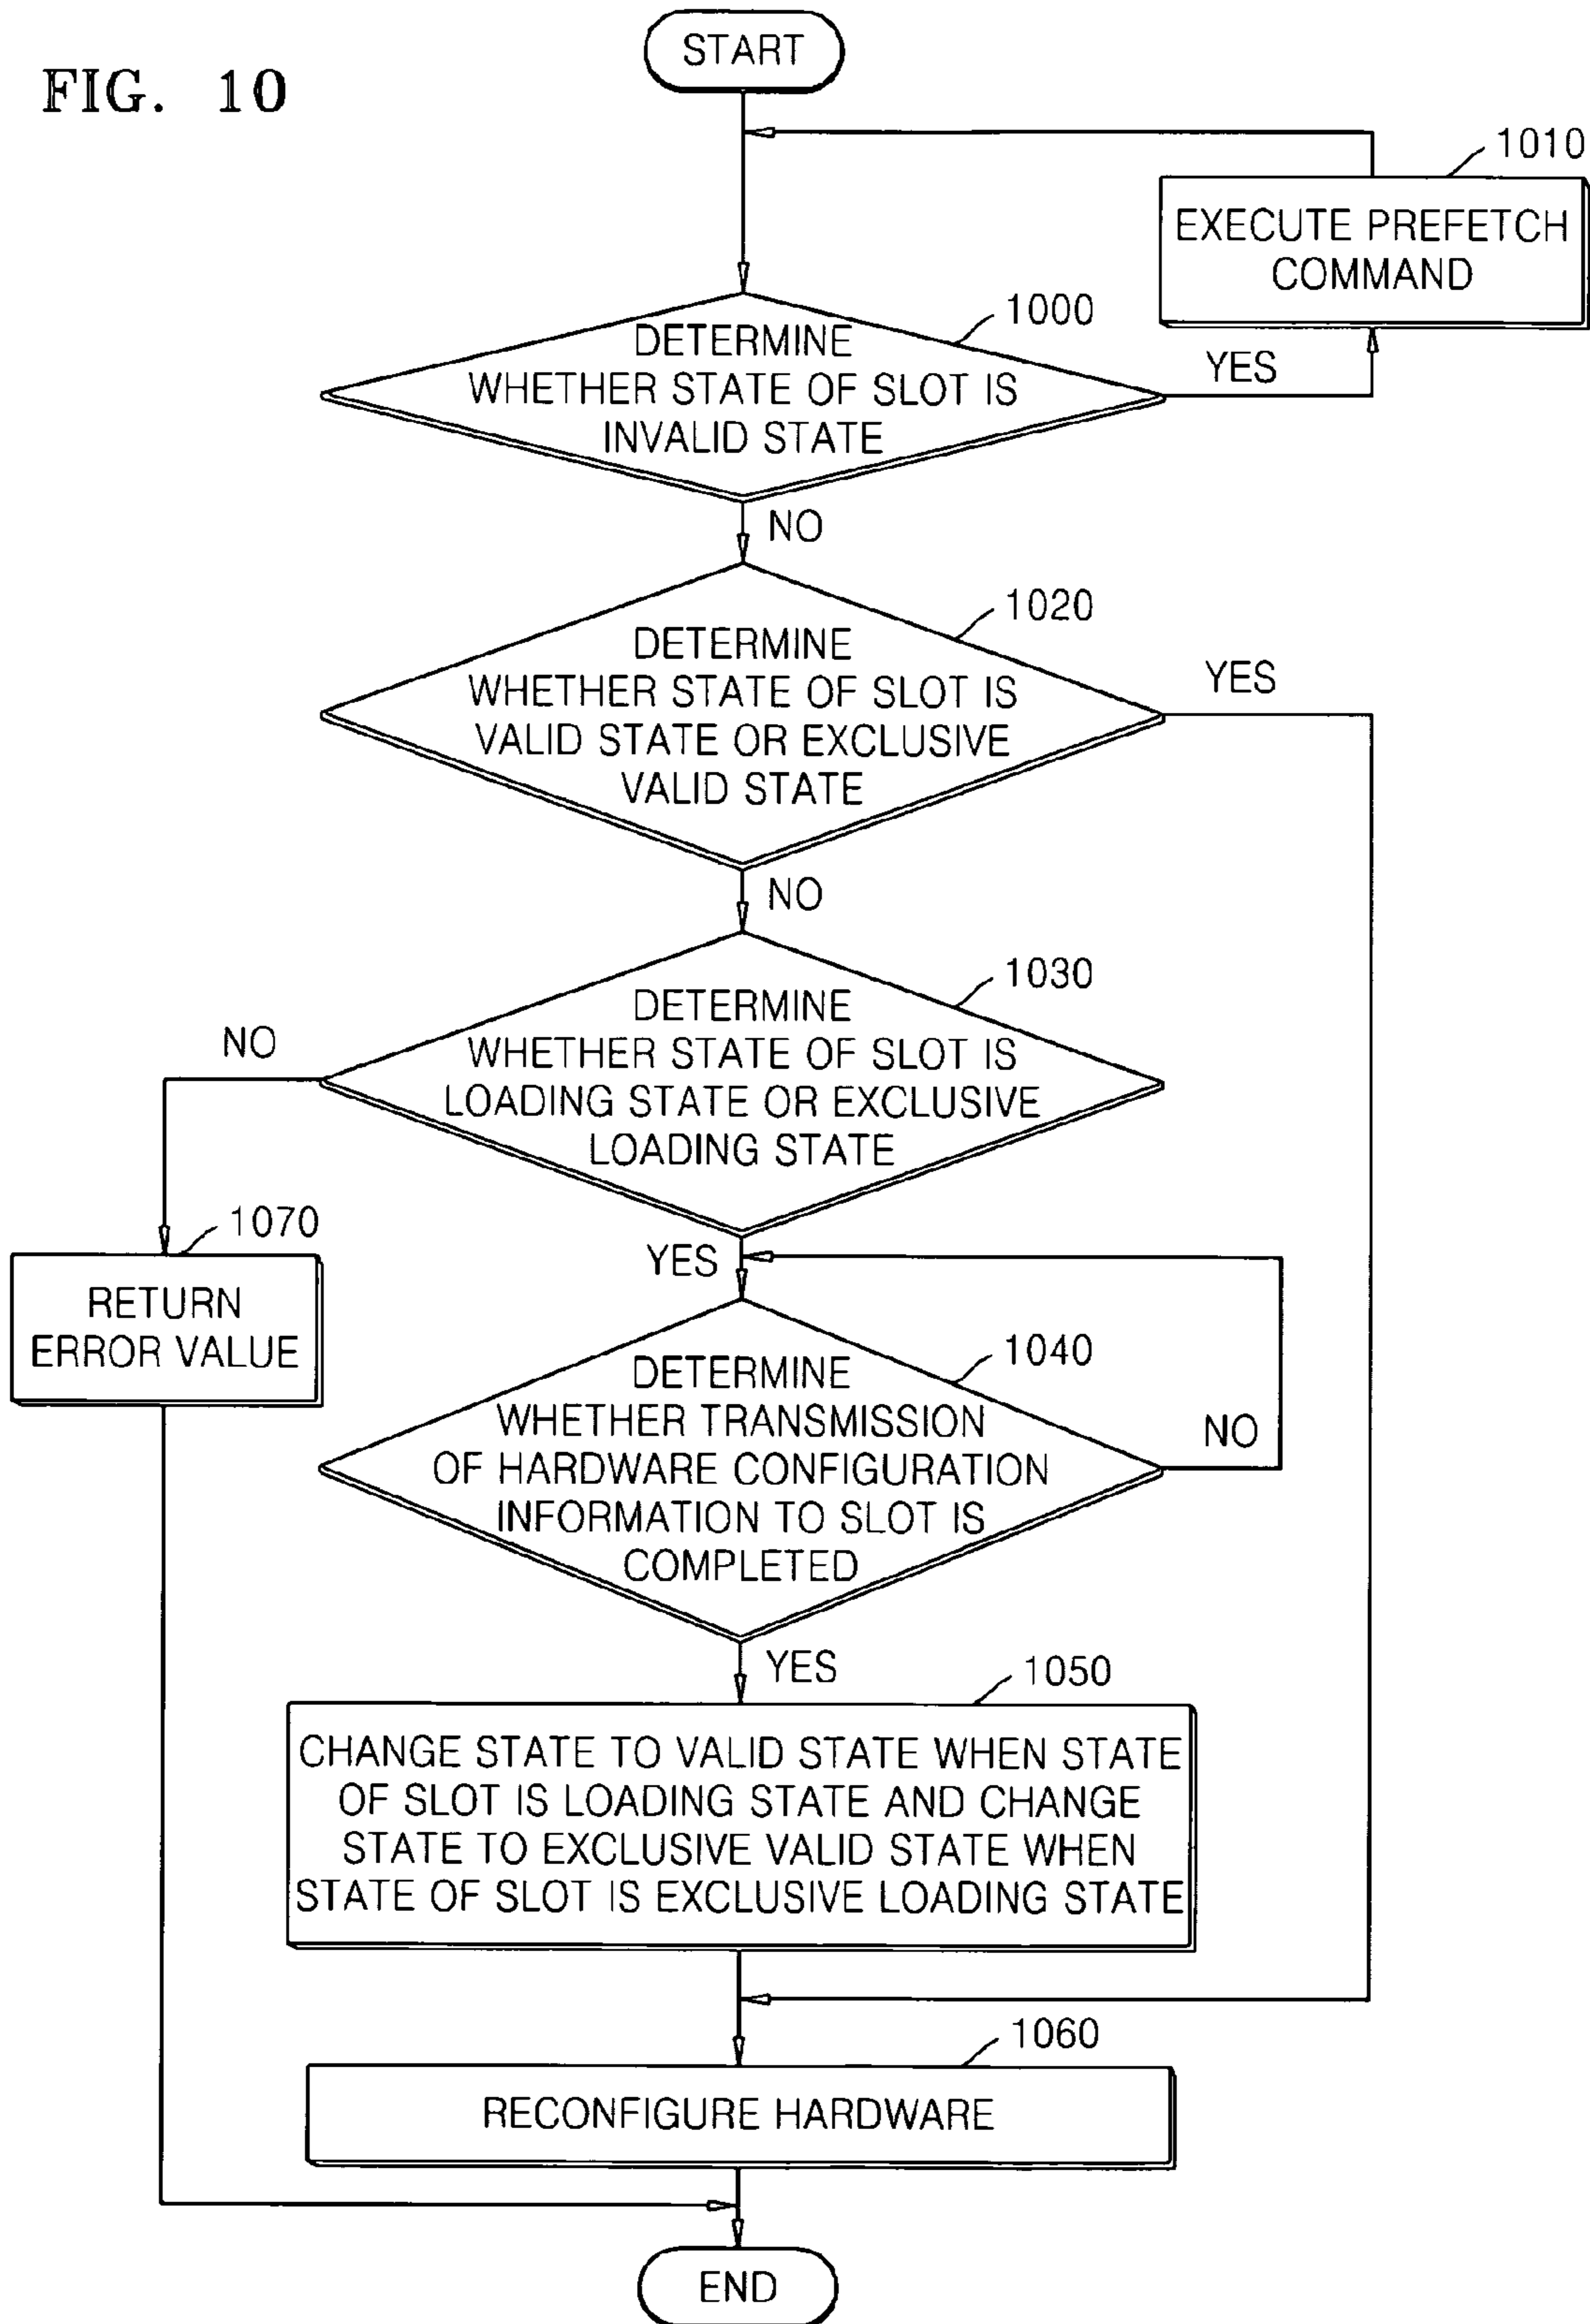 FIG. 10
START
1010
EXECUTE PREFETCH
COMMAND
1000
DETERMINE
WHETHER STATE OF SLOT IS
INVALID STATE
YES
NO
1020
DETERMINE
WHETHER STATE OF SLOT IS
VALID STATE OR EXCLUSIVE
VALID STATE
YES
NO
1030
DETERMINE
WHETHER STATE OF SLOT IS
LOADING STATE OR EXCLUSIVE
LOADING STATE
NO
YES
1070
RETURN
ERROR VALUE
1040
DETERMINE
WHETHER TRANSMISSION
OF HARDWARE CONFIGURATION
INFORMATION TO SLOT IS
COMPLETED
NO
YES
1050
CHANGE STATE TO VALID STATE WHEN STATE
OF SLOT IS LOADING STATE AND CHANGE
STATE TO EXCLUSIVE VALID STATE WHEN
STATE OF SLOT IS EXCLUSIVE LOADING STATE
1060
RECONFIGURE HARDWARE
END